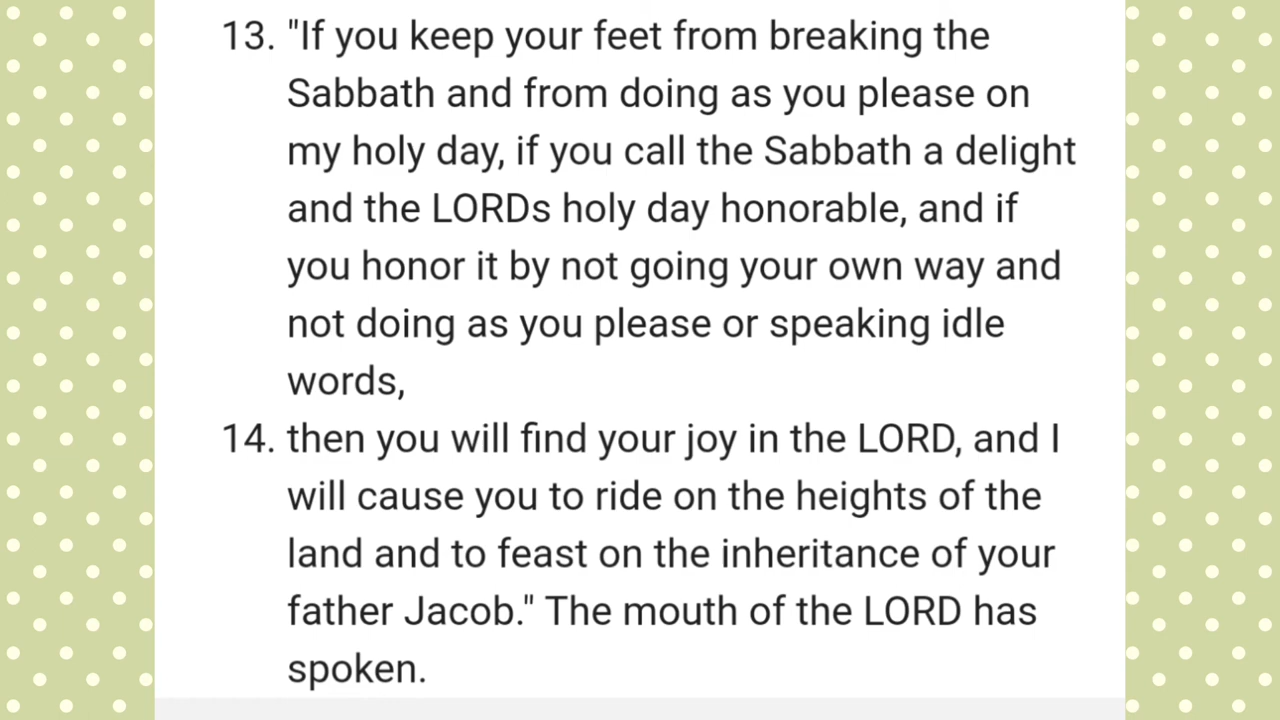 13. "If you keep your feet from breaking the
Sabbath and from doing as you please on
my holy day, if you call the Sabbath a delight
and the LORDs holy day honorable, and if
you honor it by not going your own way and
not doing as you please or speaking idle
words,
14. then you will find your joy in the LORD, and I
will cause you to ride on the heights of the
land and to feast on the inheritance of your
father Jacob." The mouth of the LORD has
spoken.